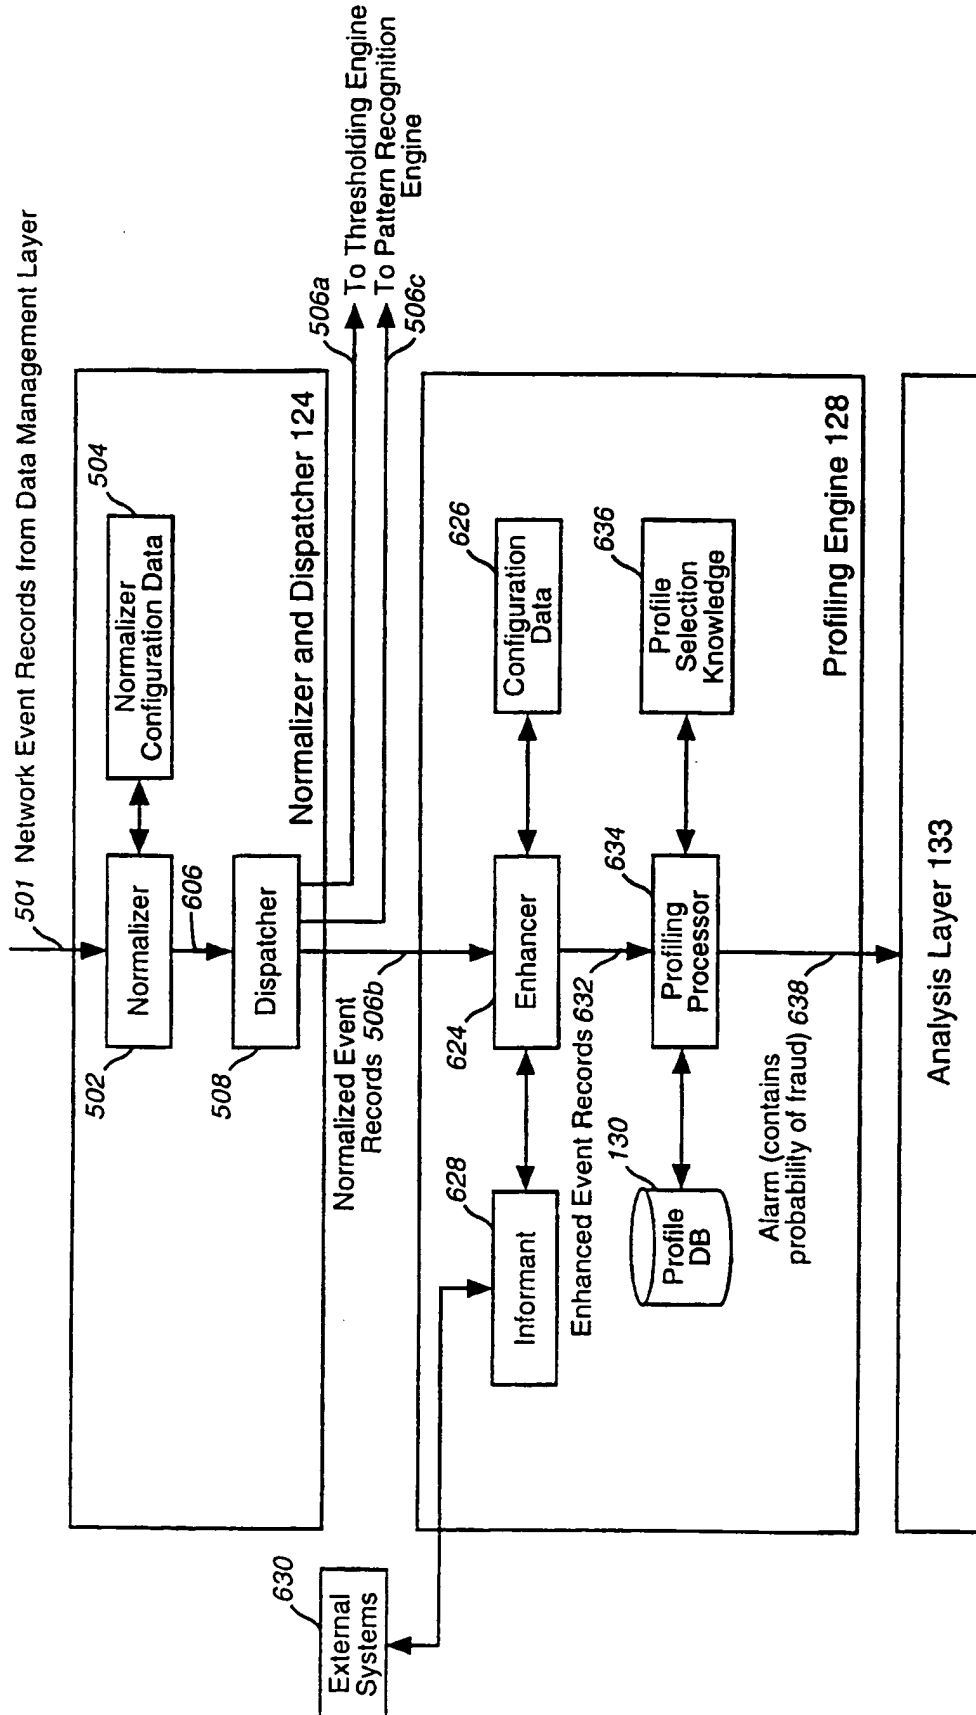 501 Network Event Records from Data Management Layer
502
Normalizer
504
Normalizer
Configuration Data
606
508
Dispatcher
Normalizer and Dispatcher 124
506a
To Thresholding Engine
To Pattern Recognition
Engine
506c
Normalized Event
Records 506b
630
External
Systems
628
Informant
624
Enhancer
626
Configuration
Data
Enhanced Event Records 632
130
Profile
DB
634
Profiling
Processor
636
Profile
Selection
Knowledge
Profiling Engine 128
Alarm (contains
probability of fraud) 638
Analysis Layer 133